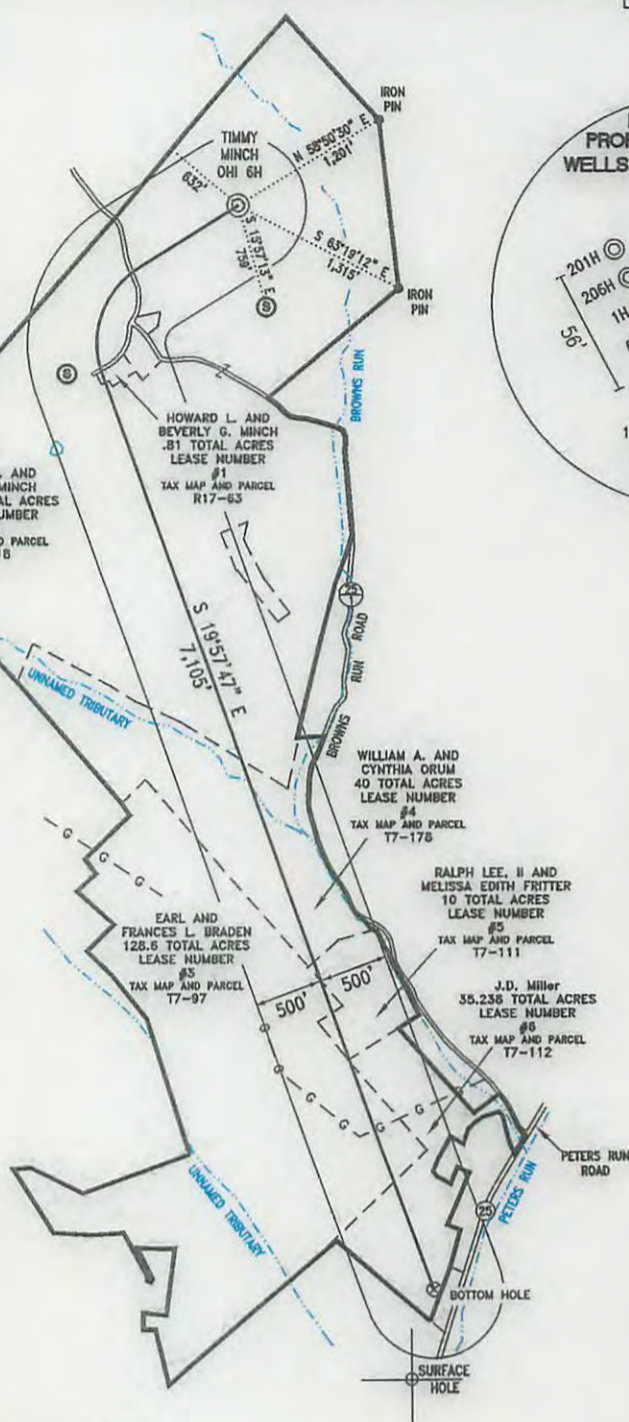 IRON
PIN
TIMMY
MINCH
OHI 6H
N 58°50'30" E
1,201'
632'
S 15°57'13" E
759'
S 63°19'12" E
1,315'
IRON
PIN
S
S
WELLS
201H
206H
1H
56'
BROWNS RUN
HOWARD L. AND
BEVERLY G. MINCH
.81 TOTAL ACRES
LEASE NUMBER
#1
TAX MAP AND PARCEL
R17-63
AND
MINCH
ACRES
PARCEL
S 19°57'47" E
7,105'
BROWNS RUN ROAD
UNNAMED TRIBUTARY
WILLIAM A. AND
CYNTHIA ORUM
40 TOTAL ACRES
LEASE NUMBER
#4
TAX MAP AND PARCEL
T7-178
RALPH LEE, II AND
MELISSA EDITH FRITTER
10 TOTAL ACRES
LEASE NUMBER
#5
TAX MAP AND PARCEL
T7-111
EARL AND
FRANCES L. BRADEN
128.6 TOTAL ACRES
LEASE NUMBER
#3
TAX MAP AND PARCEL
T7-97
500' 500'
J.D. Miller
35.238 TOTAL ACRES
LEASE NUMBER
#6
TAX MAP AND PARCEL
T7-112
G G G
G G G G G
PETERS RUN
ROAD
PETERS RUN
25
UNNAMED TRIBUTARY
BOTTOM HOLE
SURFACE
HOLE